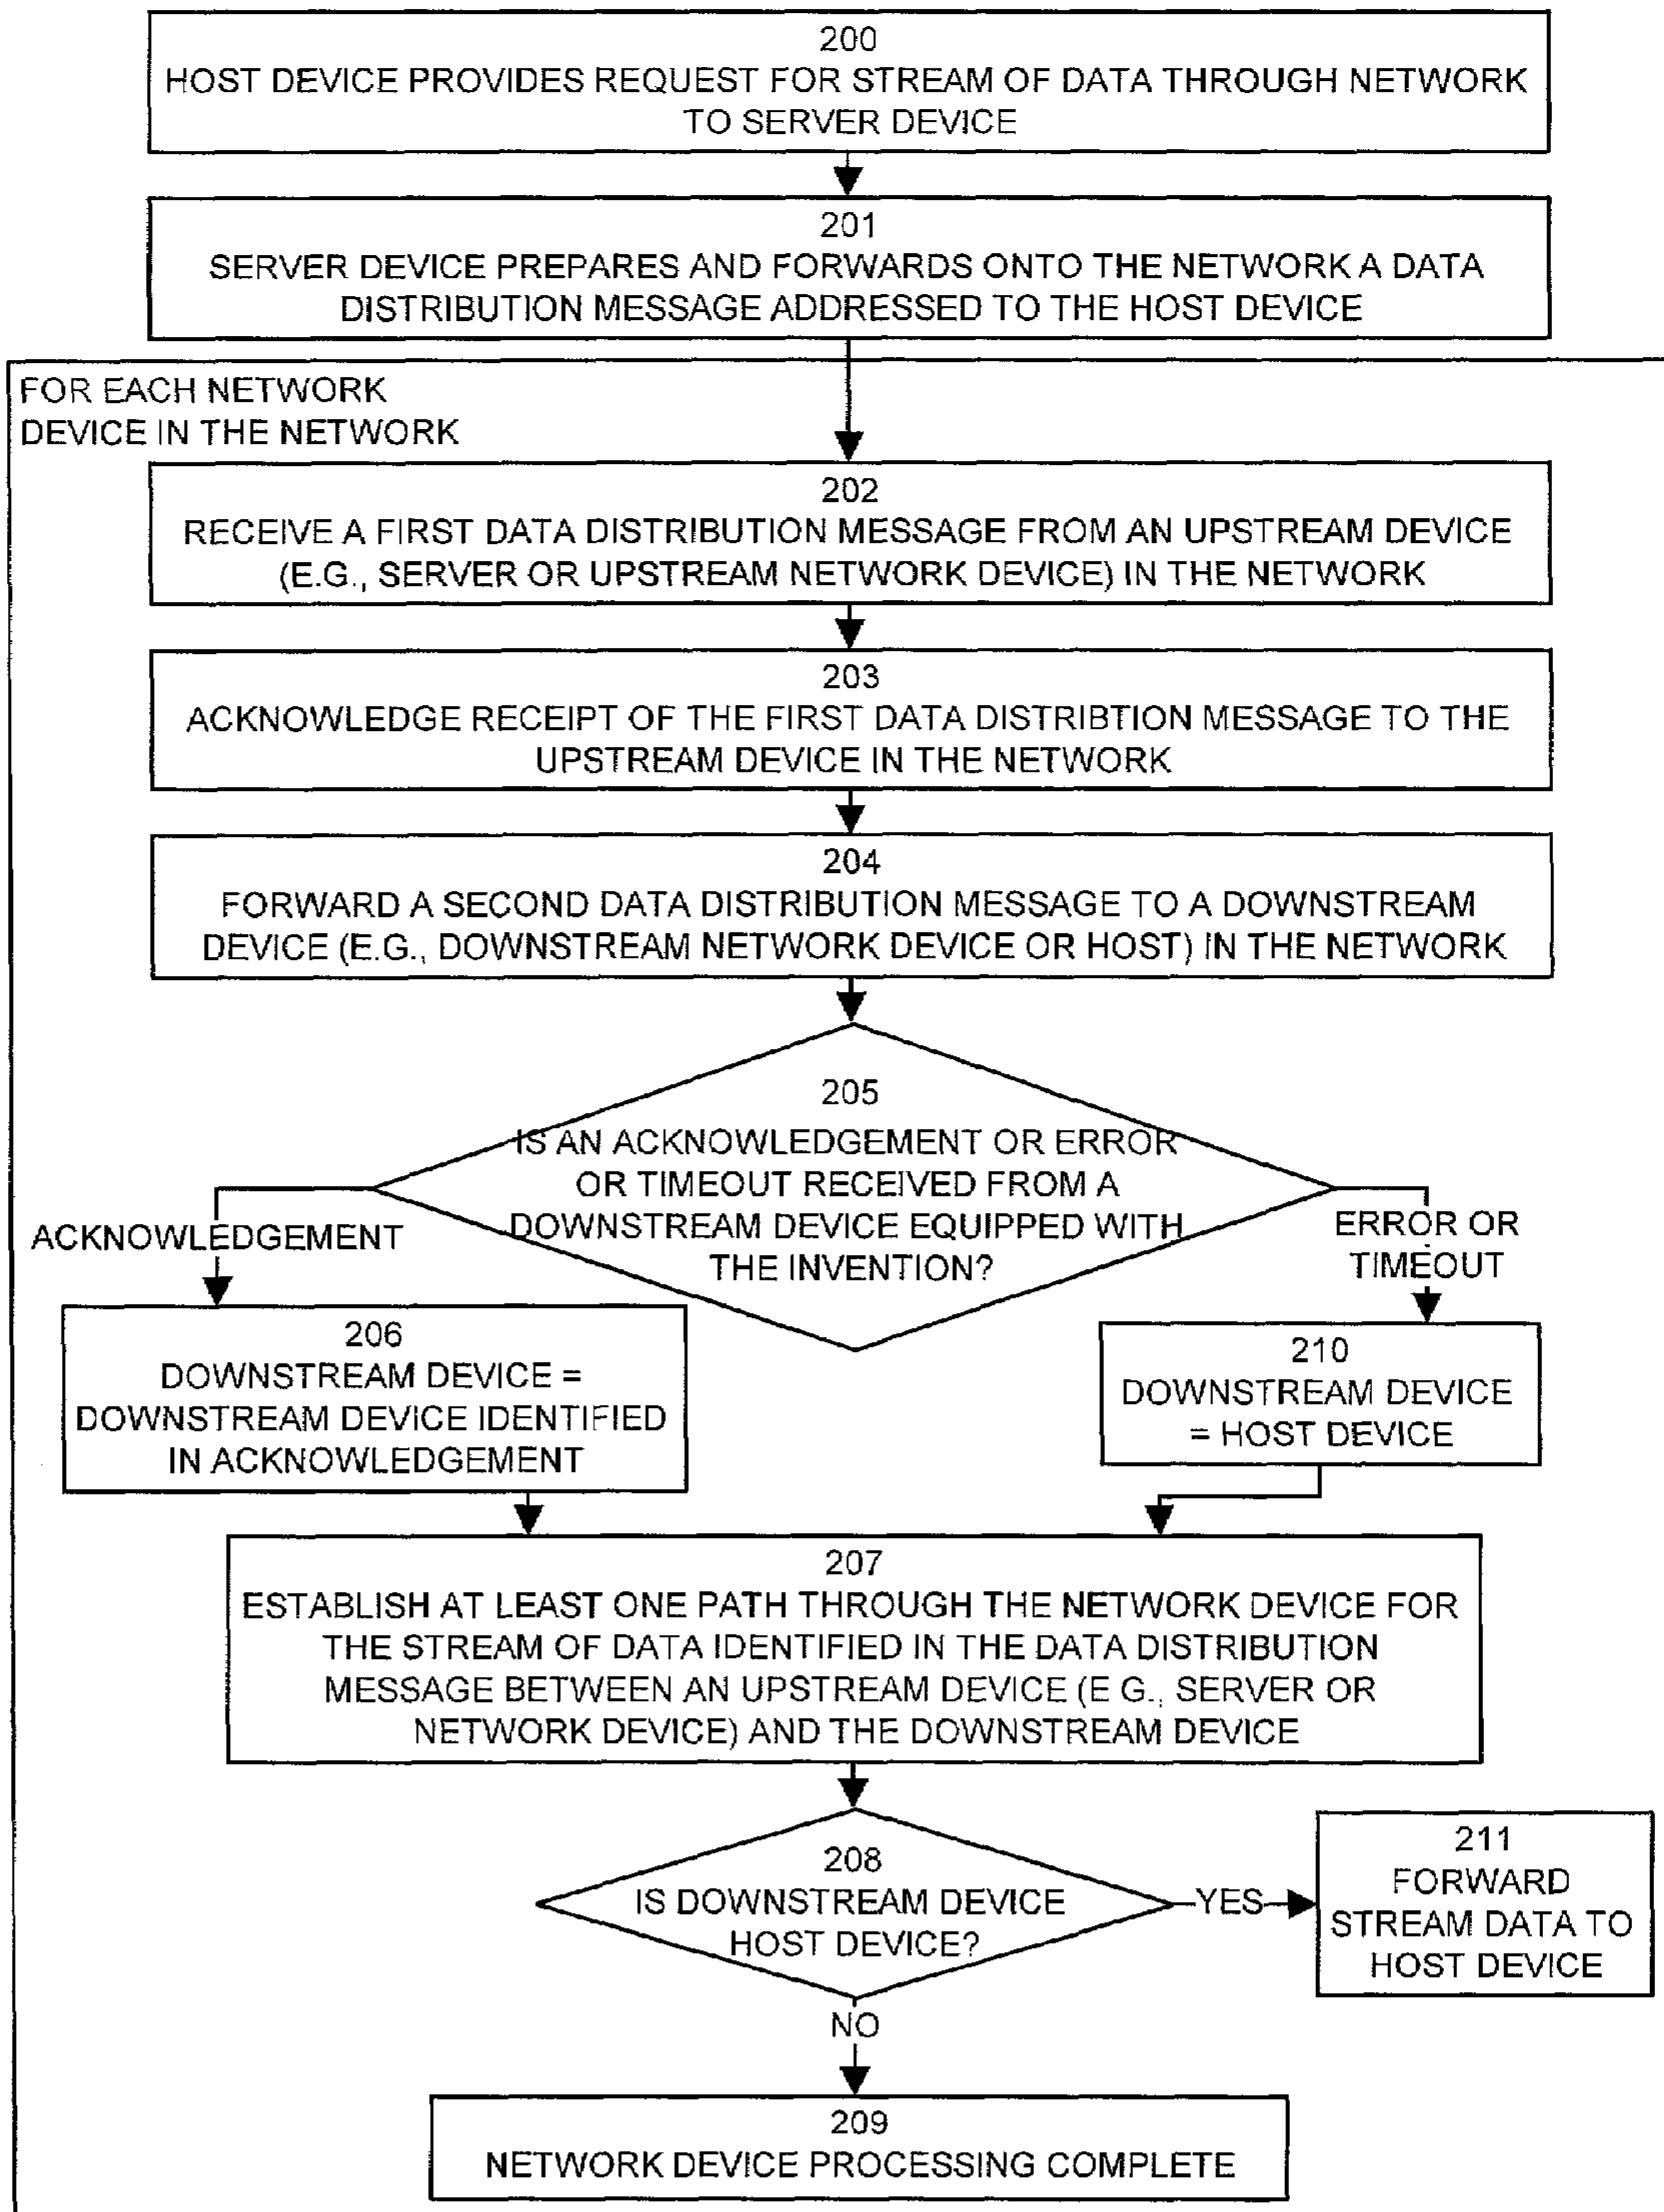 200
HOST DEVICE PROVIDES REQUEST FOR STREAM OF DATA THROUGH NETWORK
TO SERVER DEVICE
201
SERVER DEVICE PREPARES AND FORWARDS ONTO THE NETWORK A DATA
DISTRIBUTION MESSAGE ADDRESSED TO THE HOST DEVICE
FOR EACH NETWORK
DEVICE IN THE NETWORK
202
RECEIVE A FIRST DATA DISTRIBUTION MESSAGE FROM AN UPSTREAM DEVICE
(E.G., SERVER OR UPSTREAM NETWORK DEVICE) IN THE NETWORK
203
ACKNOWLEDGE RECEIPT OF THE FIRST DATA DISTRIBTION MESSAGE TO THE
UPSTREAM DEVICE IN THE NETWORK
204
FORWARD A SECOND DATA DISTRIBUTION MESSAGE TO A DOWNSTREAM
DEVICE (E.G., DOWNSTREAM NETWORK DEVICE OR HOST) IN THE NETWORK
205
IS AN ACKNOWLEDGEMENT OR ERROR
OR TIMEOUT RECEIVED FROM A
DOWNSTREAM DEVICE EQUIPPED WITH
THE INVENTION?
ACKNOWLEDGEMENT
ERROR OR
TIMEOUT
206
DOWNSTREAM DEVICE =
DOWNSTREAM DEVICE IDENTIFIED
IN ACKNOWLEDGEMENT
210
DOWNSTREAM DEVICE
= HOST DEVICE
207
ESTABLISH AT LEAST ONE PATH THROUGH THE NETWORK DEVICE FOR
THE STREAM OF DATA IDENTIFIED IN THE DATA DISTRIBUTION
MESSAGE BETWEEN AN UPSTREAM DEVICE (E G., SERVER OR
NETWORK DEVICE) AND THE DOWNSTREAM DEVICE
208
IS DOWNSTREAM DEVICE
HOST DEVICE?
YES
211
FORWARD
STREAM DATA TO
HOST DEVICE
NO
209
NETWORK DEVICE PROCESSING COMPLETE